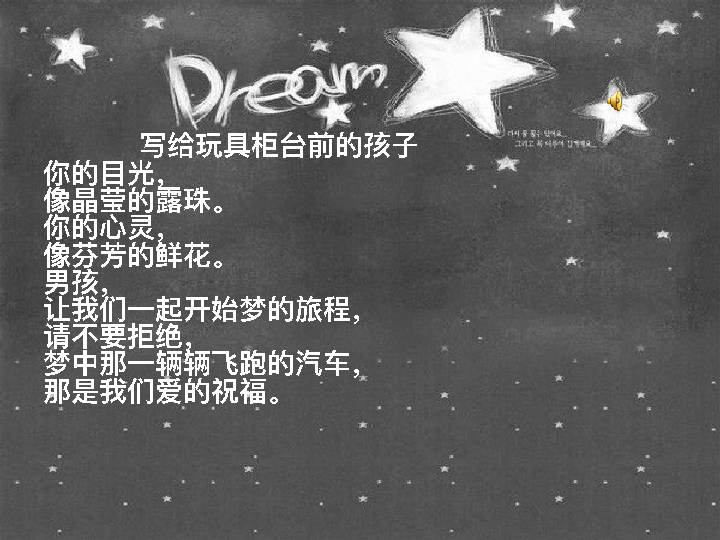 Dream
写给玩具柜台前的孩子
你的目光，
像晶莹的露珠。
你的心灵，
像芬芳的鲜花。
男孩，
让我们一起开始梦的旅程，
请不要拒绝，
梦中那一辆辆飞跑的汽车，
那是我们爱的祝福。